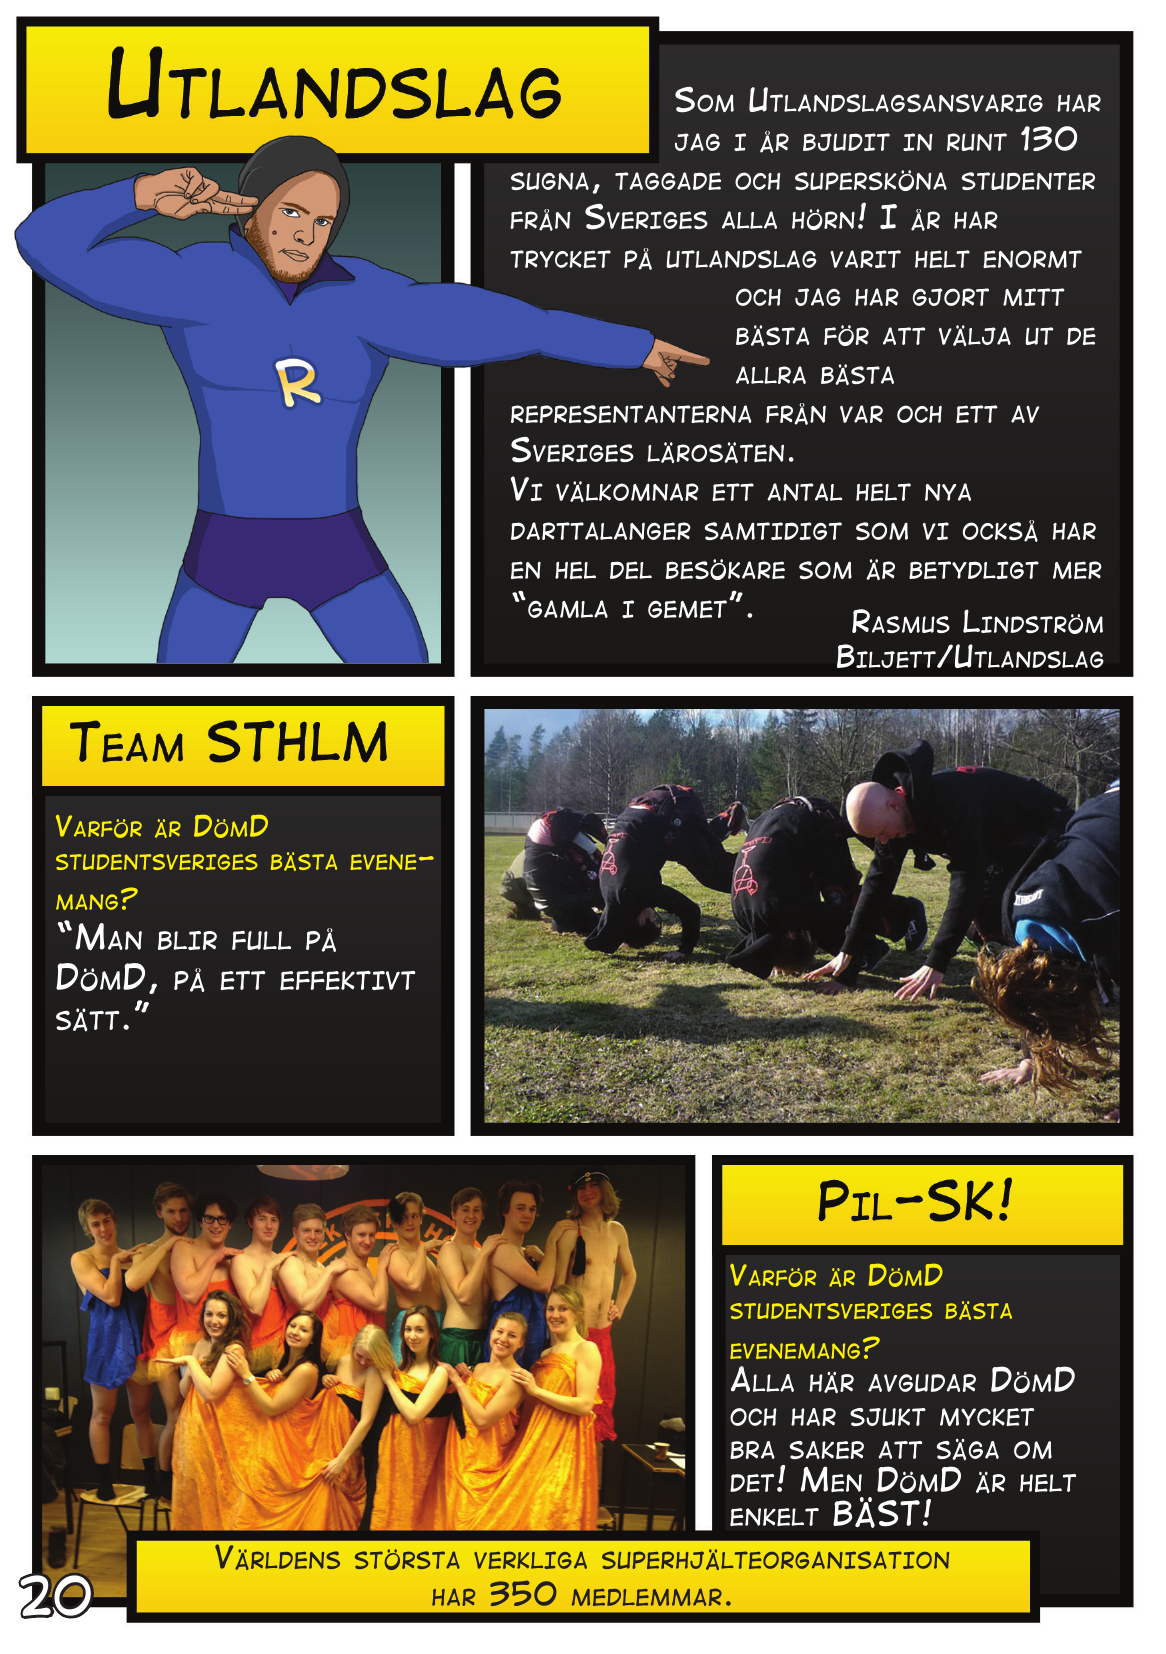 Utlandslag
Som Utlandslagsansvarig har
jag i år bjudit in runt 130
sugna, taggade och supersköna studenter
från Sveriges alla hörn! I år har
trycket på utlandslag varit helt enormt
och jag har gjort mitt
bästa för att välja ut de
allra bästa
representanterna från var och ett av
Sveriges lärosäten.
Vi välkomnar ett antal helt nya
darttalanger samtidigt som vi också har
en hel del besökare som är betydligt mer
“gamla i gemet”.
Rasmus Lindström
Biljett/Utlandslag
R
Team STHLM
Varför är DömD
studentsveriges bästa evene-
mang?
“Man blir full på
DömD, på ett effektivt
sätt.”
Pil-SK!
Varför är DömD
studentsveriges bästa
evenemang?
Alla här avgudar DömD
och har sjukt mycket
bra saker att säga om
det! Men DömD är helt
enkelt BÄST!
Världens största verkliga superhjälteorganisation
har 350 medlemmar.
20